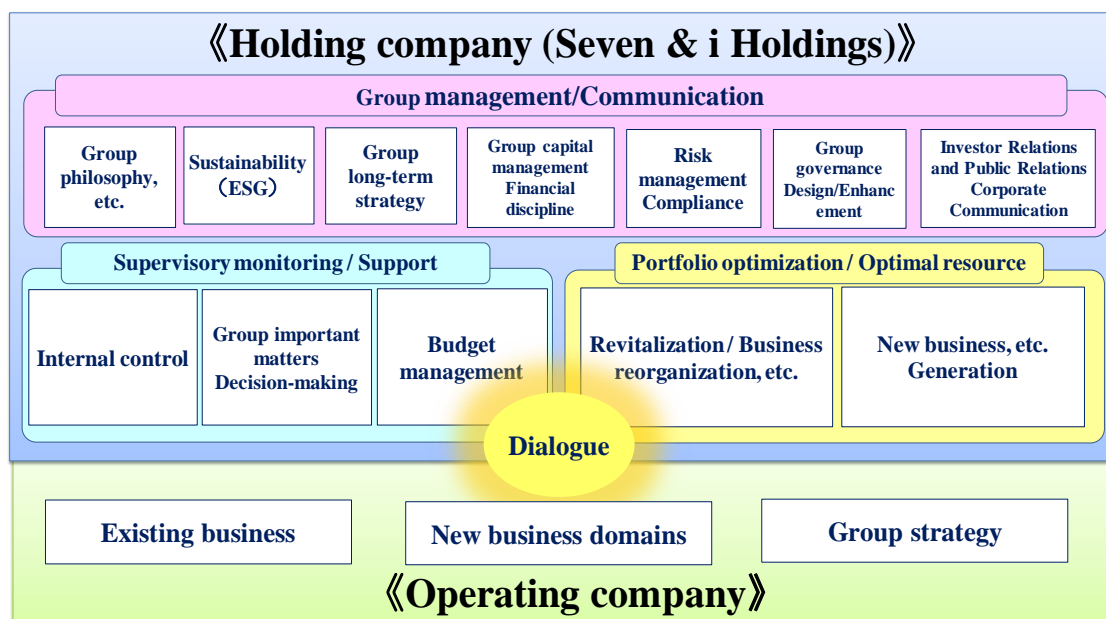 《Holding company (Seven & i Holdings)》
Group management/Communication
Group
philosophy,
etc.
Sustainability
（ESG）
Group
long-term
strategy
Group capital
management
Financial
discipline
Risk
management
Compliance
Group
governance
Design/Enhanc
ement
Investor Relations
and Public Relations
Corporate
Communication
Supervisory monitoring / Support
Internal control
Group important
matters
Decision-making
Budget
management
Portfolio optimization / Optimal resource
Revitalization / Business
reorganization, etc.
New business, etc.
Generation
Dialogue
Existing business
New business domains
Group strategy
《Operating company》